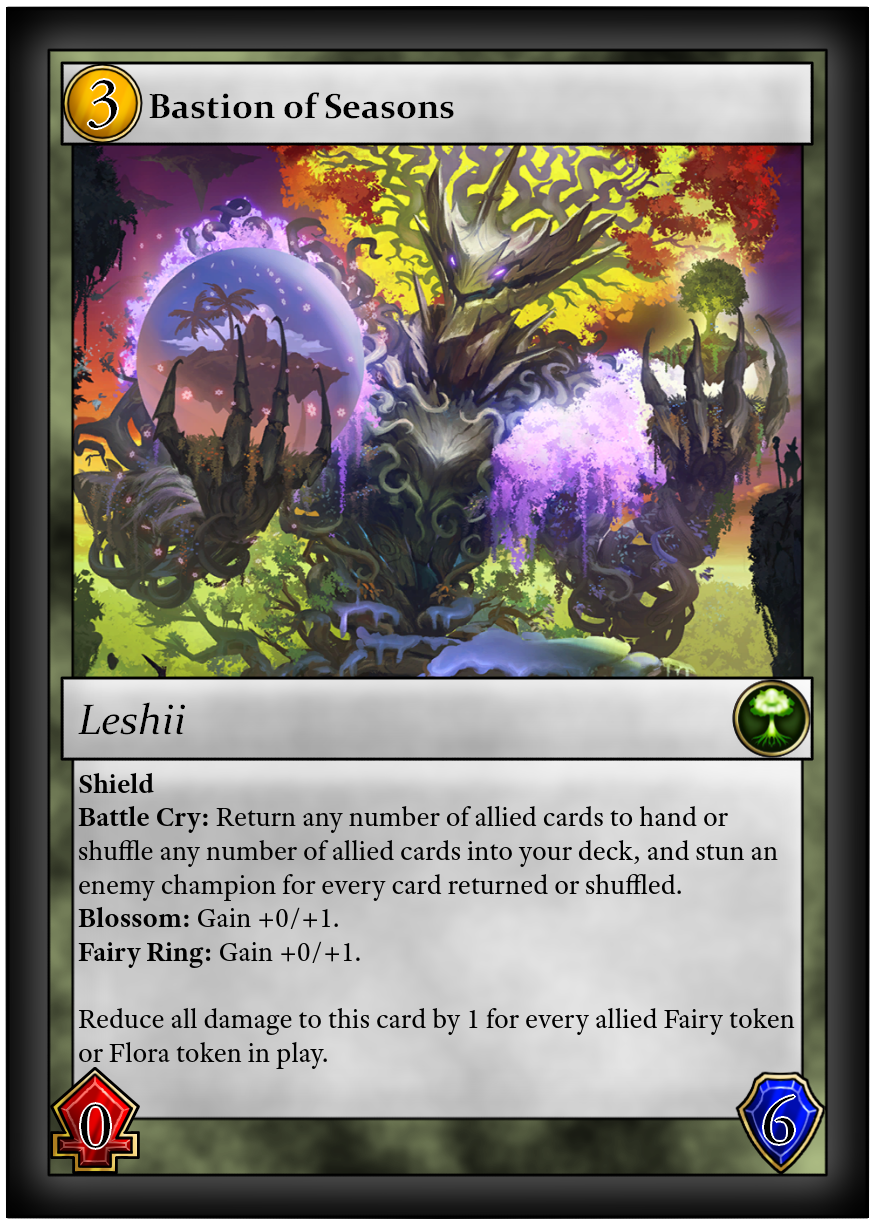 3 Bastion of Seasons
Leshii
Shield
Battle Cry: Return any number of allied cards to hand or
shuffle any number of allied cards into your deck, and stun an
enemy champion for every card returned or shuffled.
Blossom: Gain +0/+1.
Fairy Ring: Gain +0/+1.
Reduce all damage to this card by 1 for every allied Fairy token
or Flora token in play.
0
6